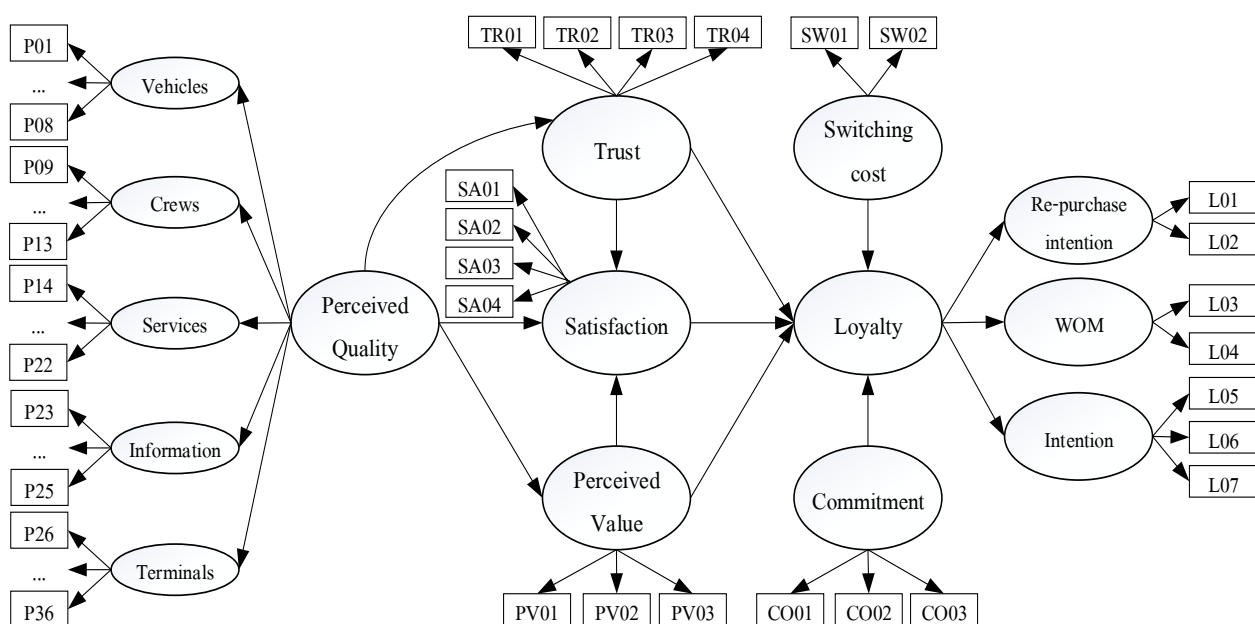 P01
...
P08
Vehicles
P09
...
P13
Crews
P14
...
P22
Services
P23
...
P25
Information
P26
...
P36
Terminals
Perceived
Quality
TR01
TR02
TR03
TR04
Trust
SA01
SA02
SA03
SA04
Satisfaction
Perceived
Value
PV01
PV02
PV03
SW01
SW02
Switching
cost
Loyalty
Commitment
CO01
CO02
CO03
Re-purchase
intention
L01
L02
WOM
L03
L04
Intention
L05
L06
L07